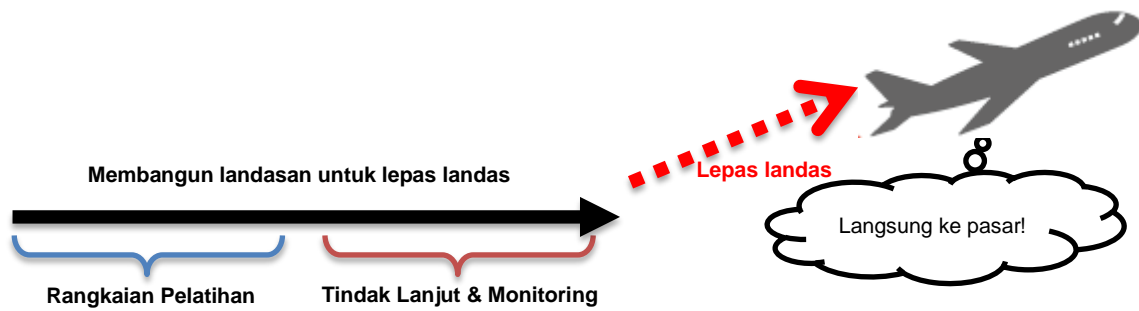 Membangun landasan untuk lepas landas
Lepas landas
Langsung ke pasar!
Rangkaian Pelatihan
Tindak Lanjut & Monitoring